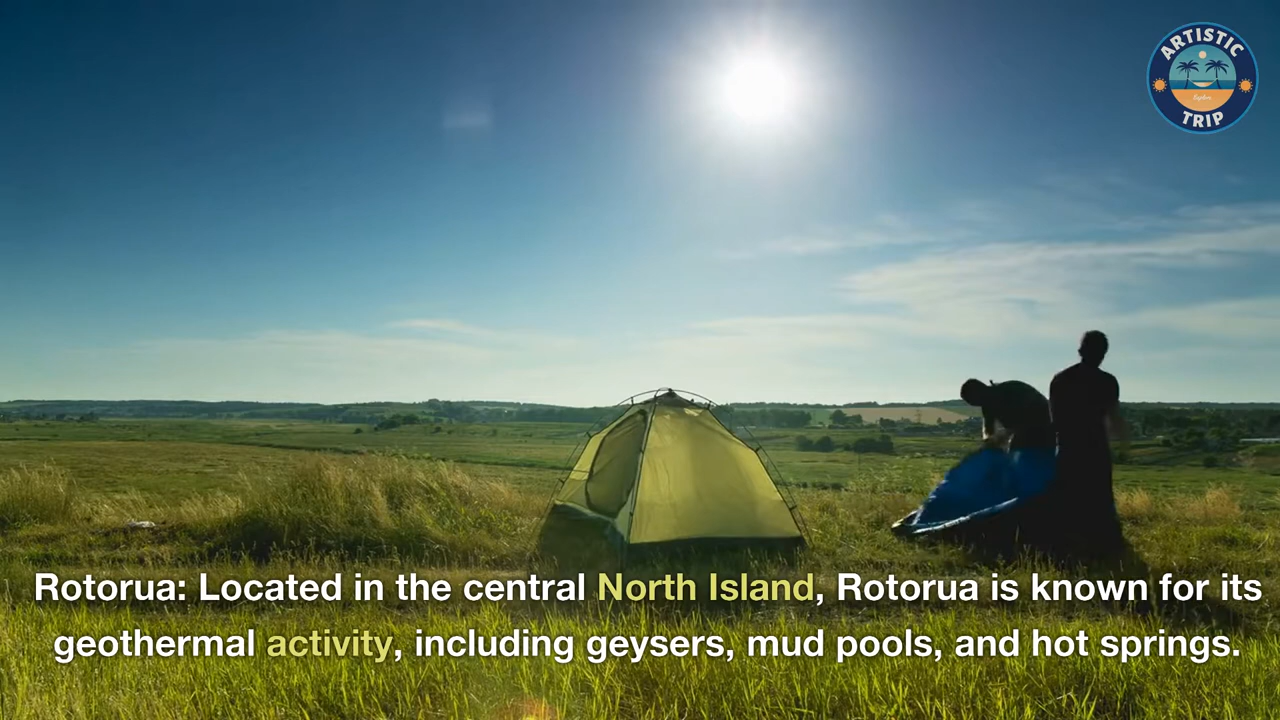 ARTISTIC
Explore
TRIP
Rotorua: Located in the central North Island, Rotorua is known for its
geothermal activity, including geysers, mud pools, and hot springs.